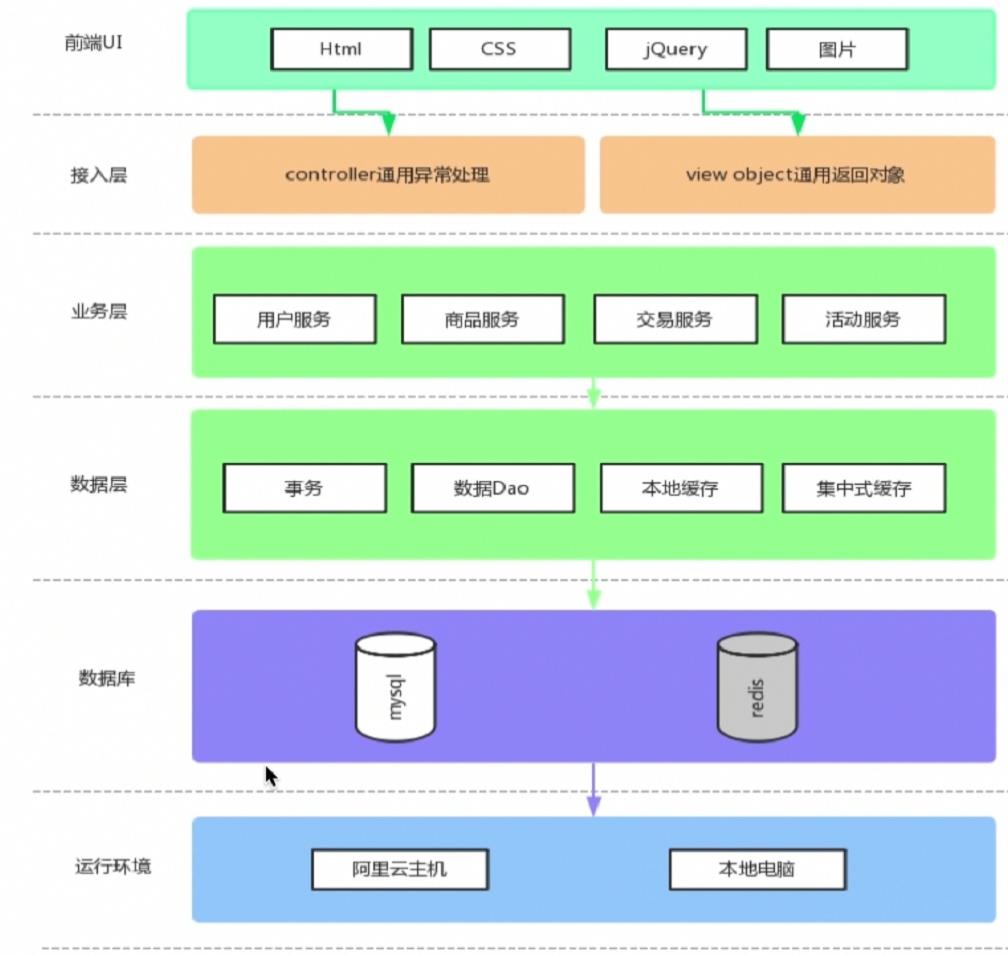 前端UI
Html
CSS
jQuery
图片
接入层
controller通用异常处理
view object通用返回对象
业务层
用户服务
商品服务
交易服务
活动服务
数据层
事务
数据Dao
本地缓存
集中式缓存
数据库
mysql
redis
运行环境
阿里云主机
本地电脑